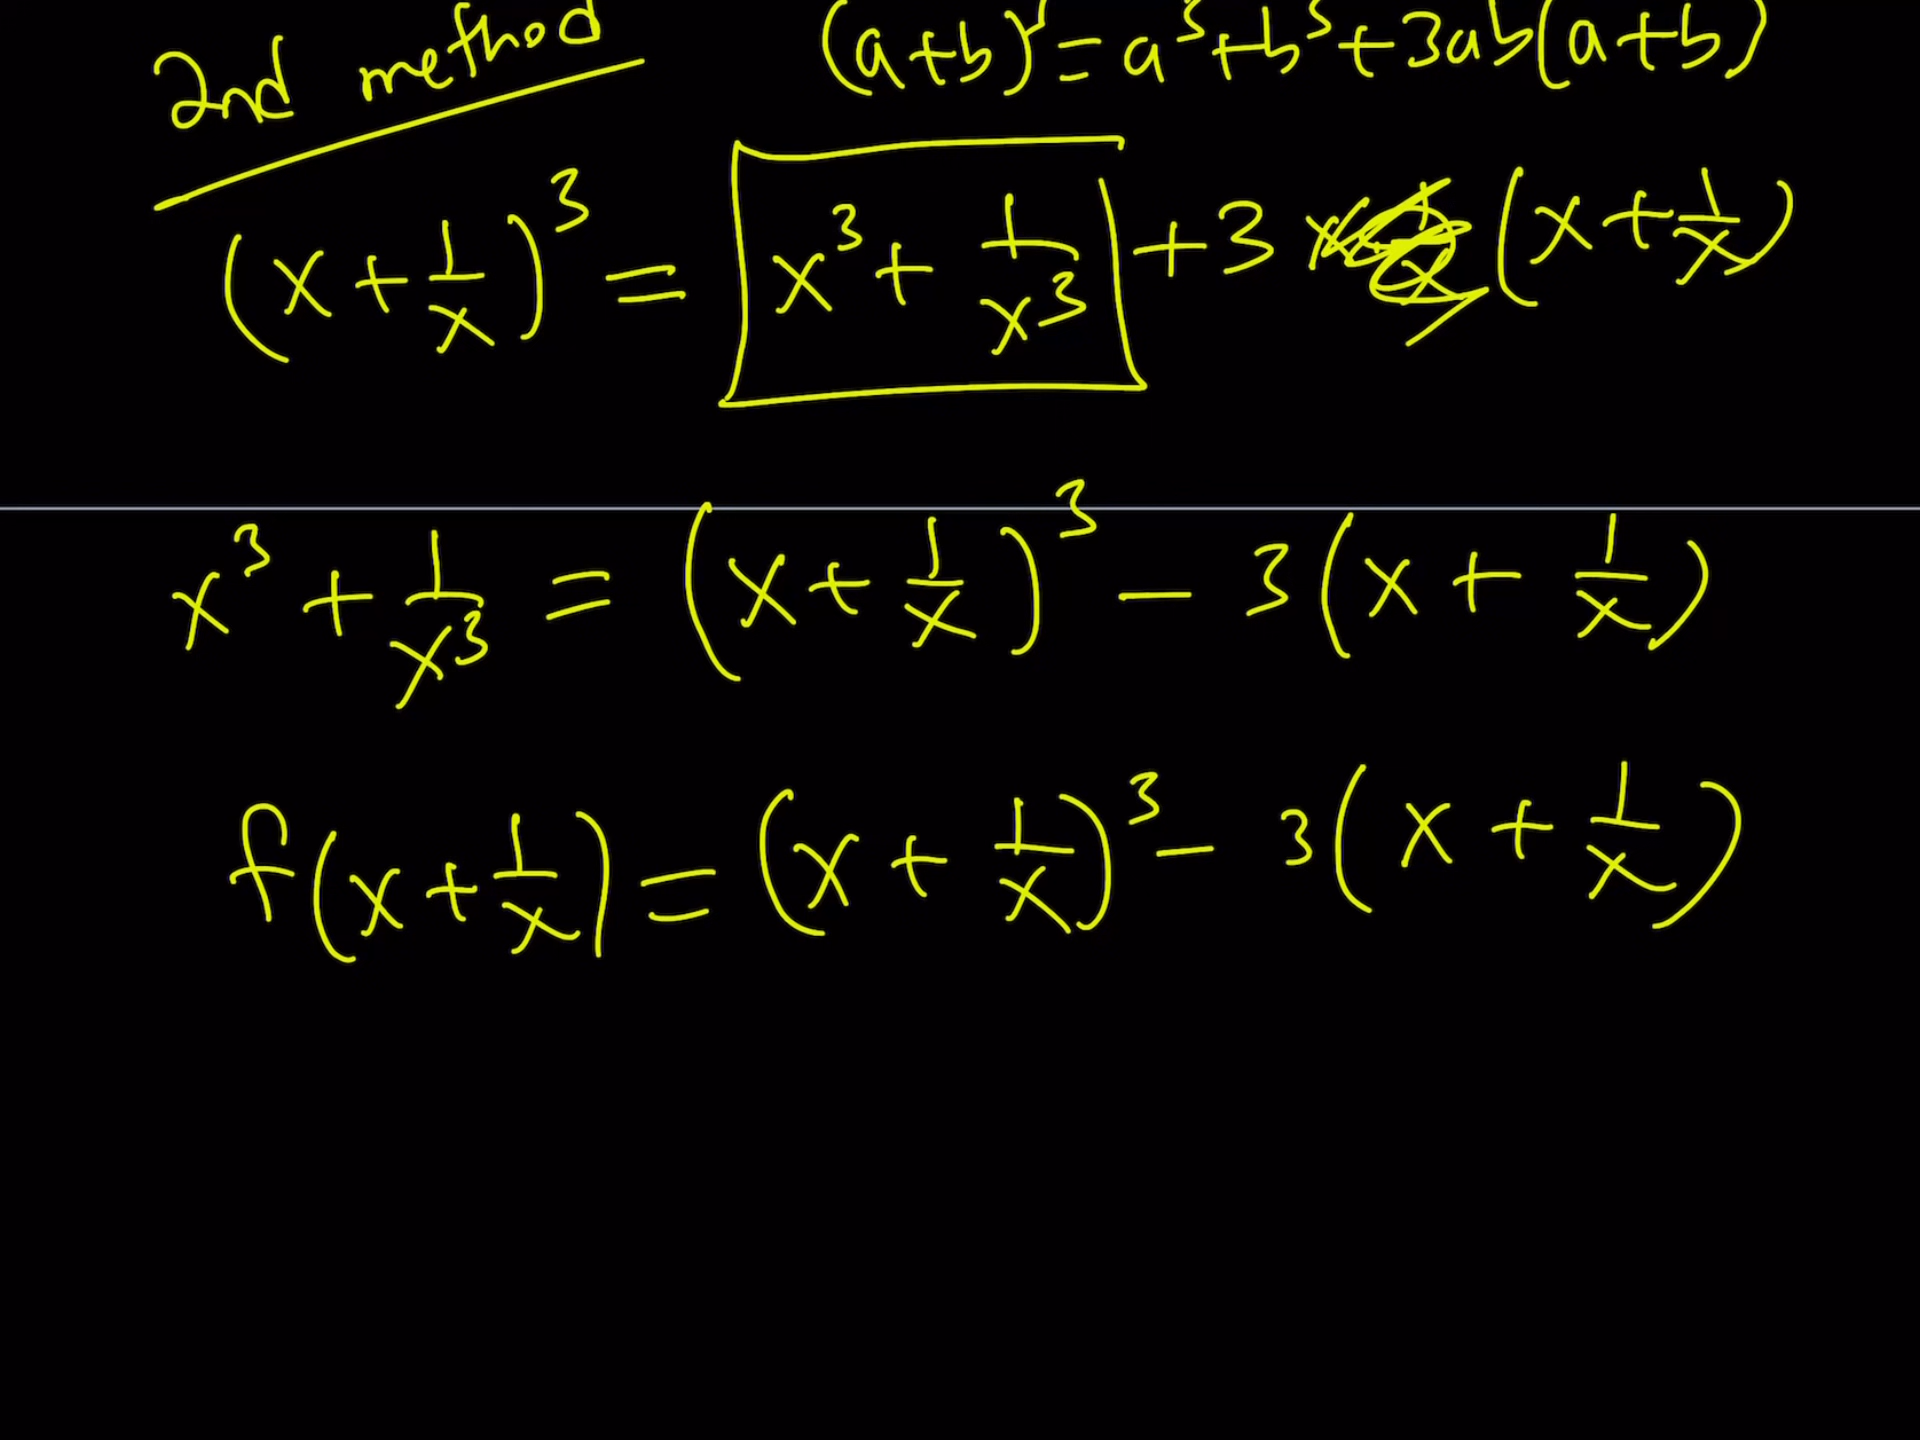 2nd method
(a+b)³ = a³+b³+3ab(a+b)
(x+1/x)³ = x³+1/x³ +3 x·1/x (x+1/x)
x³+1/x³ = (x+1/x)³ - 3(x+1/x)
f(x+1/x) = (x+1/x)³ - 3(x+1/x)